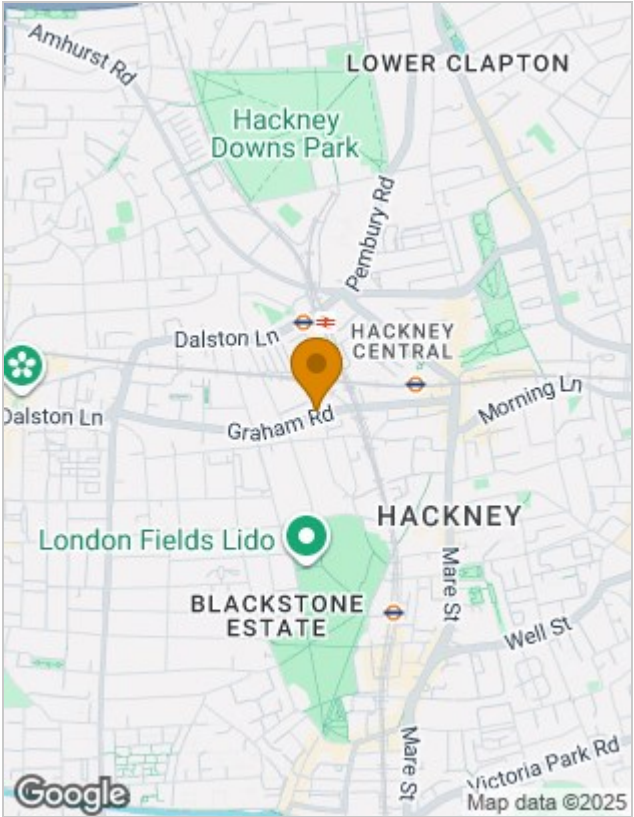 Amhurst Rd
LOWER CLAPTON
Hackney
Downs Park
Pembury Rd
Dalston Ln
HACKNEY
CENTRAL
Dalston Ln
Graham Rd
Morning Ln
HACKNEY
London Fields Lido
Mare St
BLACKSTONE
ESTATE
Well St
Mare St
Victoria Park Rd
Google
Map data ©2025